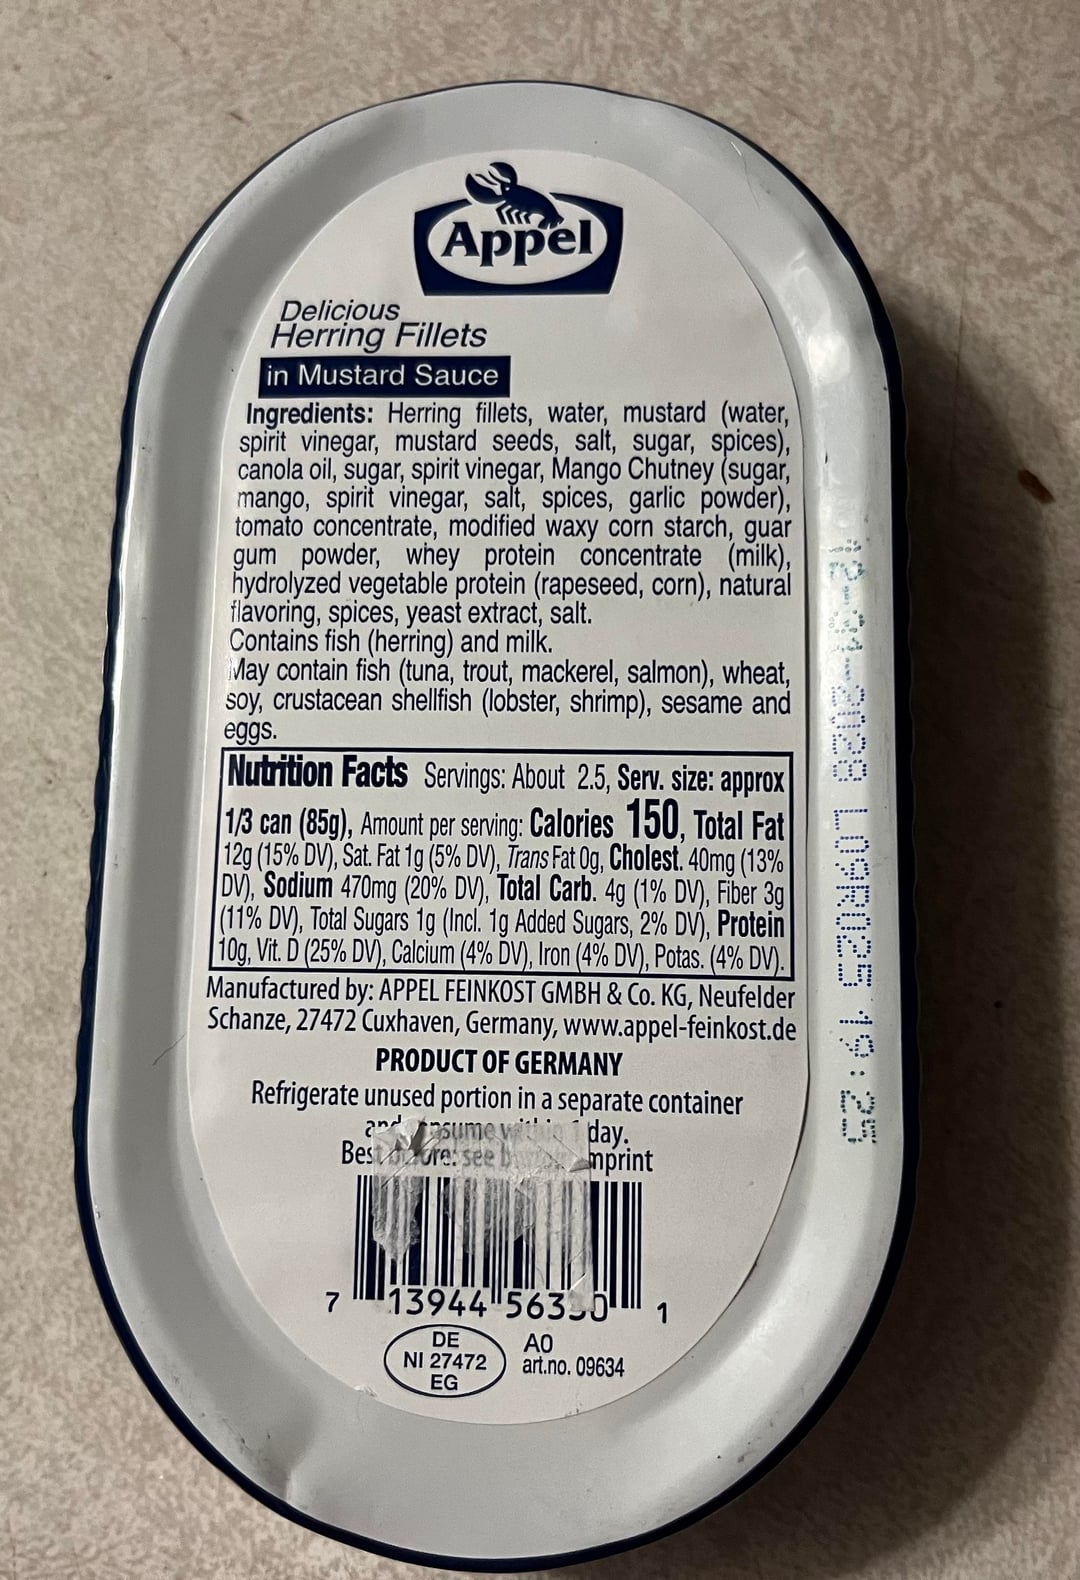 Appel
Delicious
Herring Fillets
in Mustard Sauce
Ingredients: Herring fillets, water, mustard (water,
spirit vinegar, mustard seeds, salt, sugar, spices),
canola oil, sugar, spirit vinegar, Mango Chutney (sugar,
mango, spirit vinegar, salt, spices, garlic powder),
tomato concentrate, modified waxy corn starch, guar
gum powder, whey protein concentrate (milk),
hydrolyzed vegetable protein (rapeseed, corn), natural
flavoring, spices, yeast extract, salt.
Contains fish (herring) and milk.
May contain fish (tuna, trout, mackerel, salmon), wheat,
soy, crustacean shellfish (lobster, shrimp), sesame and
eggs.
Nutrition Facts Servings: About 2.5, Serv. size: approx
1/3 can (85g), Amount per serving: Calories 150, Total Fat
12g (15% DV), Sat. Fat 1g (5% DV), Trans Fat 0g, Cholest. 40mg (13%
DV), Sodium 470mg (20% DV), Total Carb. 4g (1% DV), Fiber 3g
(11% DV), Total Sugars 1g (Incl. 1g Added Sugars, 2% DV), Protein
10g, Vit. D (25% DV), Calcium (4% DV), Iron (4% DV), Potas. (4% DV).
Manufactured by: APPEL FEINKOST GMBH & Co. KG, Neufelder
Schanze, 27472 Cuxhaven, Germany, www.appel-feinkost.de
PRODUCT OF GERMANY
Refrigerate unused portion in a separate container
day.
see
7 13944 1
DE
NI 27472
EG
A0
art.no. 09634
19:25